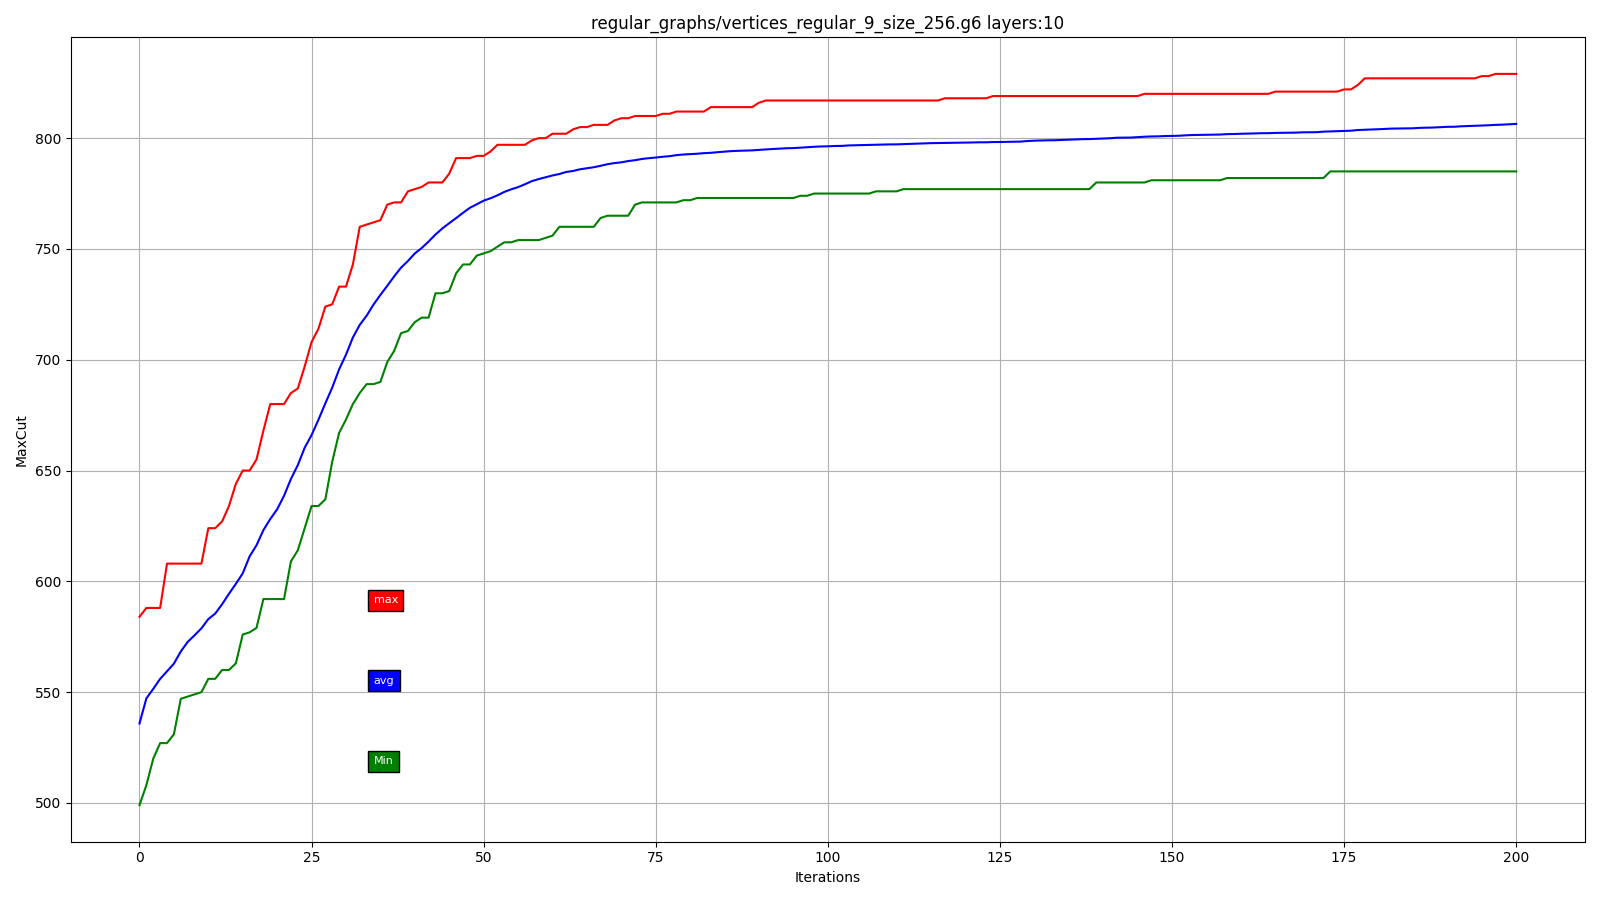 regular_graphs/vertices_regular_9_size_256.g6 layers:10
800
750
700
650
600
550
500
MaxCut
max
avg
Min
0 25 50 75 100 125 150 175 200
Iterations